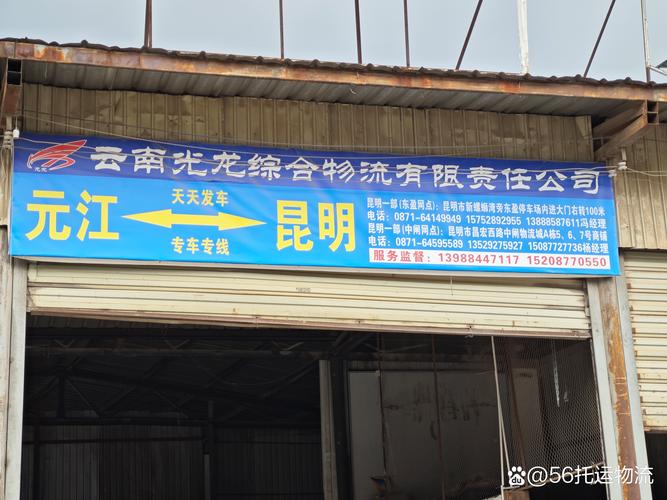 云南光龙综合物流有限责任公司
光龙
元江
天天发车
专车专线
昆明
昆明一部(东盈网点):昆明市新螺蛳湾旁东盈停车场内进大门右转100米
电话:0871-64149949 15752892955 13888587611冯经理
昆明一部(中闸网点):昆明市昌宏西路中闸物流城A栋5、6、7号商铺
电话:0871-64595589 13529275927 15087727736杨经理
服务监督:13988447117 15208770550
@56托运物流